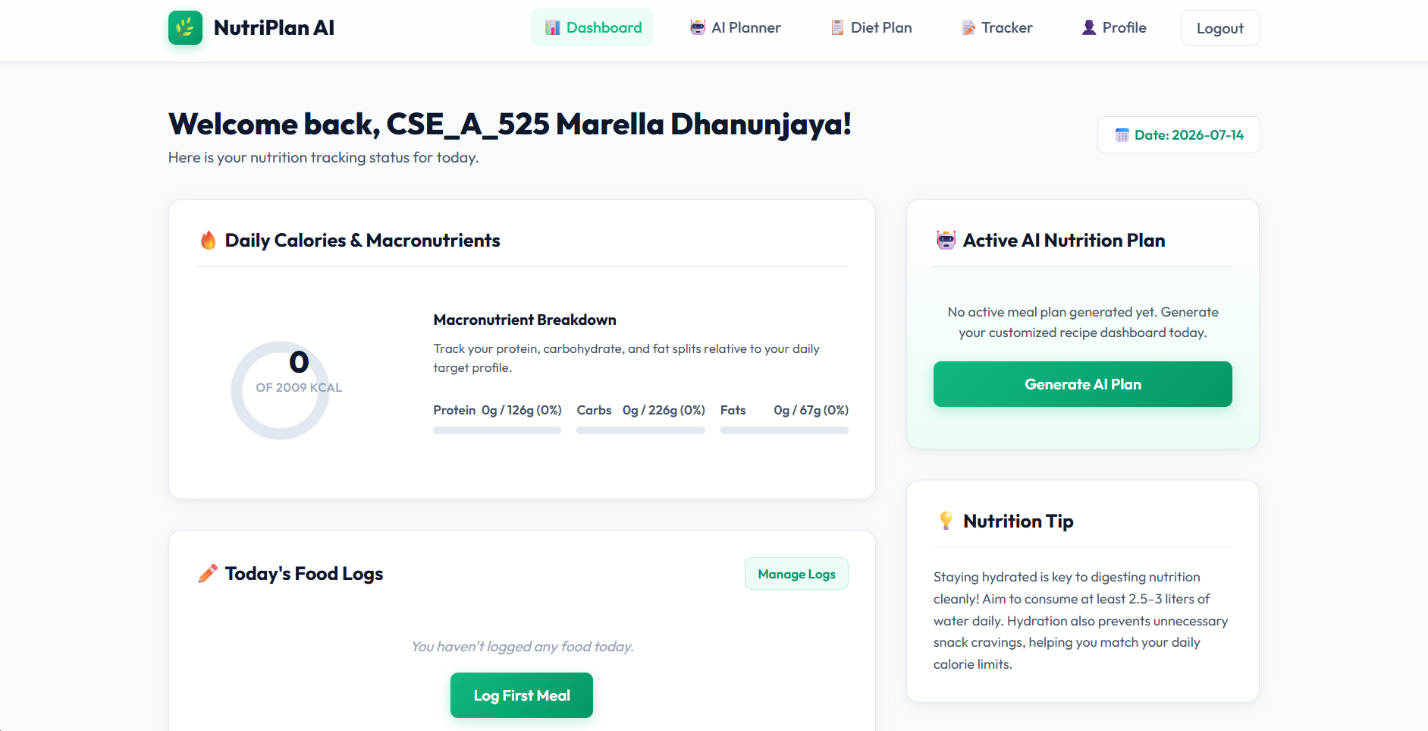 NutriPlan AI
Dashboard
AI Planner
Diet Plan
Tracker
Profile
Logout
Welcome back, CSE_A_525 Marella Dhanunjaya!
Here is your nutrition tracking status for today.
Date: 2026-07-14
Daily Calories & Macronutrients
0
OF 2009 KCAL
Macronutrient Breakdown
Track your protein, carbohydrate, and fat splits relative to your daily
target profile.
Protein 0g / 126g (0%)
Carbs 0g / 226g (0%)
Fats 0g / 67g (0%)
Active AI Nutrition Plan
No active meal plan generated yet. Generate
your customized recipe dashboard today.
Generate AI Plan
Today's Food Logs
Manage Logs
You haven't logged any food today.
Log First Meal
Nutrition Tip
Staying hydrated is key to digesting nutrition
cleanly! Aim to consume at least 2.5–3 liters of
water daily. Hydration also prevents unnecessary
snack cravings, helping you match your daily
calorie limits.